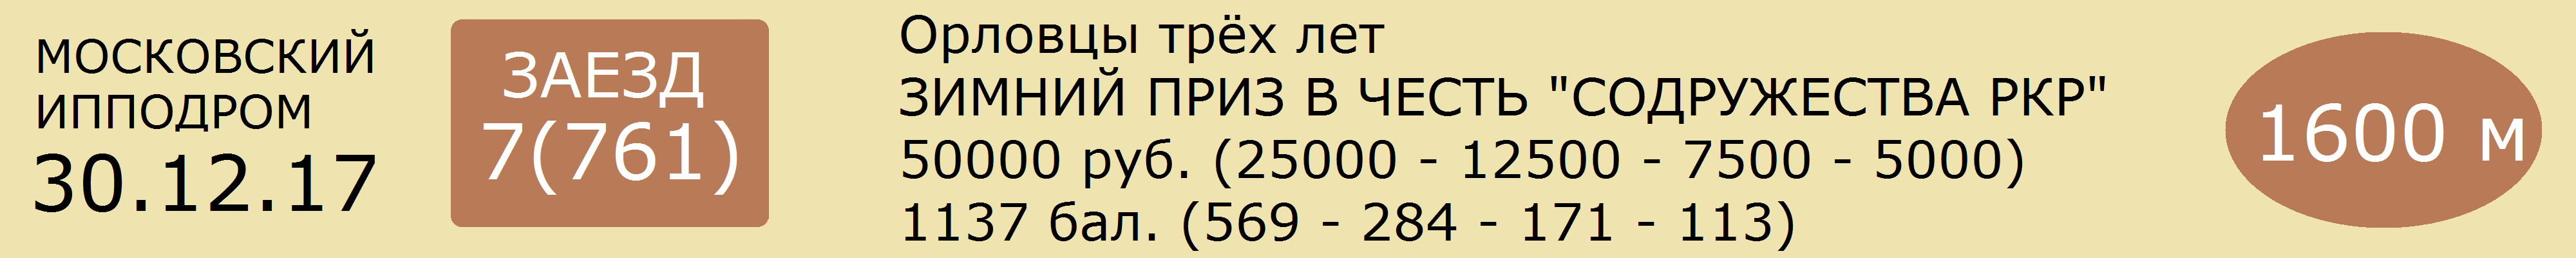 МОСКОВСКИЙ
ИППОДРОМ
30.12.17
ЗАЕЗД
7(761)
Орловцы трёх лет
ЗИМНИЙ ПРИЗ В ЧЕСТЬ "СОДРУЖЕСТВА РКР"
50000 руб. (25000 - 12500 - 7500 - 5000)
1137 бал. (569 - 284 - 171 - 113)
1600 м